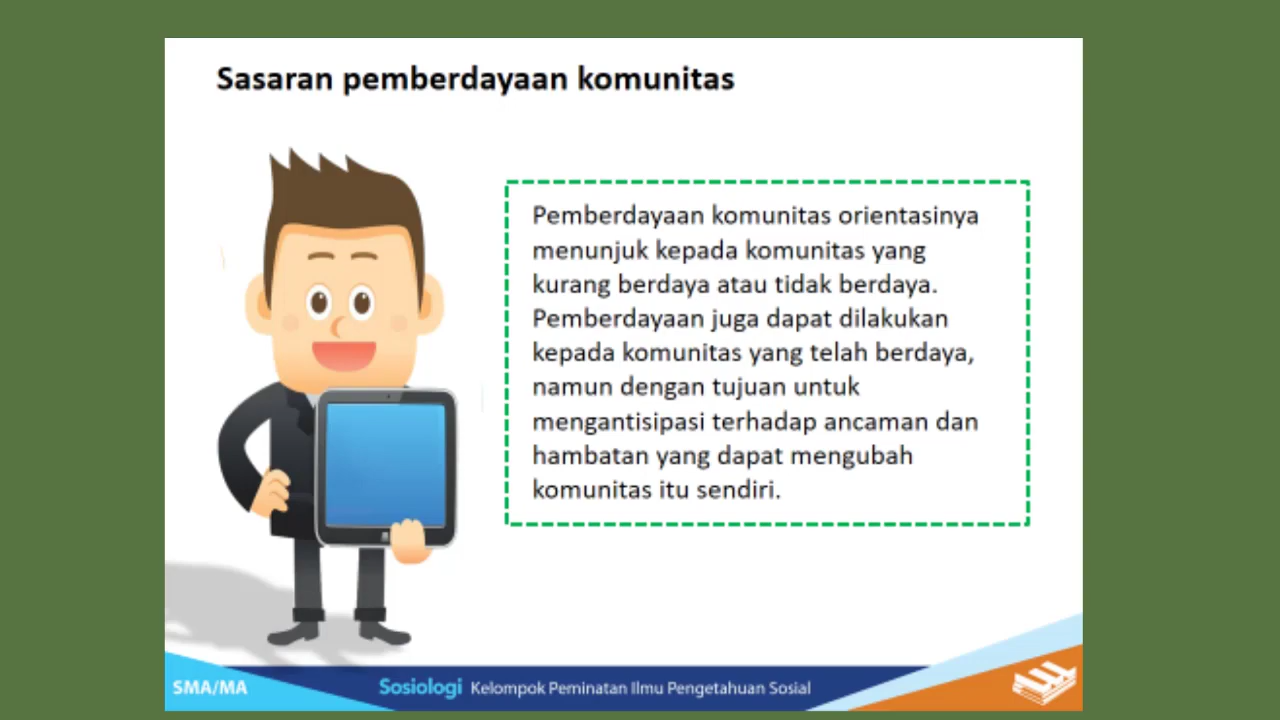 Sasaran pemberdayaan komunitas
Pemberdayaan komunitas orientasinya
menunjuk kepada komunitas yang
kurang berdaya atau tidak berdaya.
Pemberdayaan juga dapat dilakukan
kepada komunitas yang telah berdaya,
namun dengan tujuan untuk
mengantisipasi terhadap ancaman dan
hambatan yang dapat mengubah
komunitas itu sendiri.
SMA/MA
Sosiologi Kelompok Peminatan Ilmu Pengetahuan Sosial